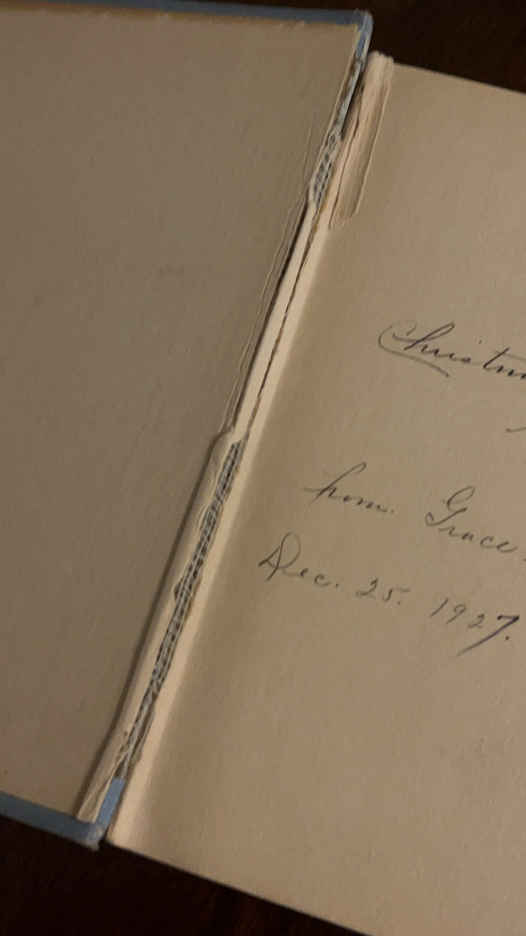 Christm
from Grace.
Dec. 25. 1927.